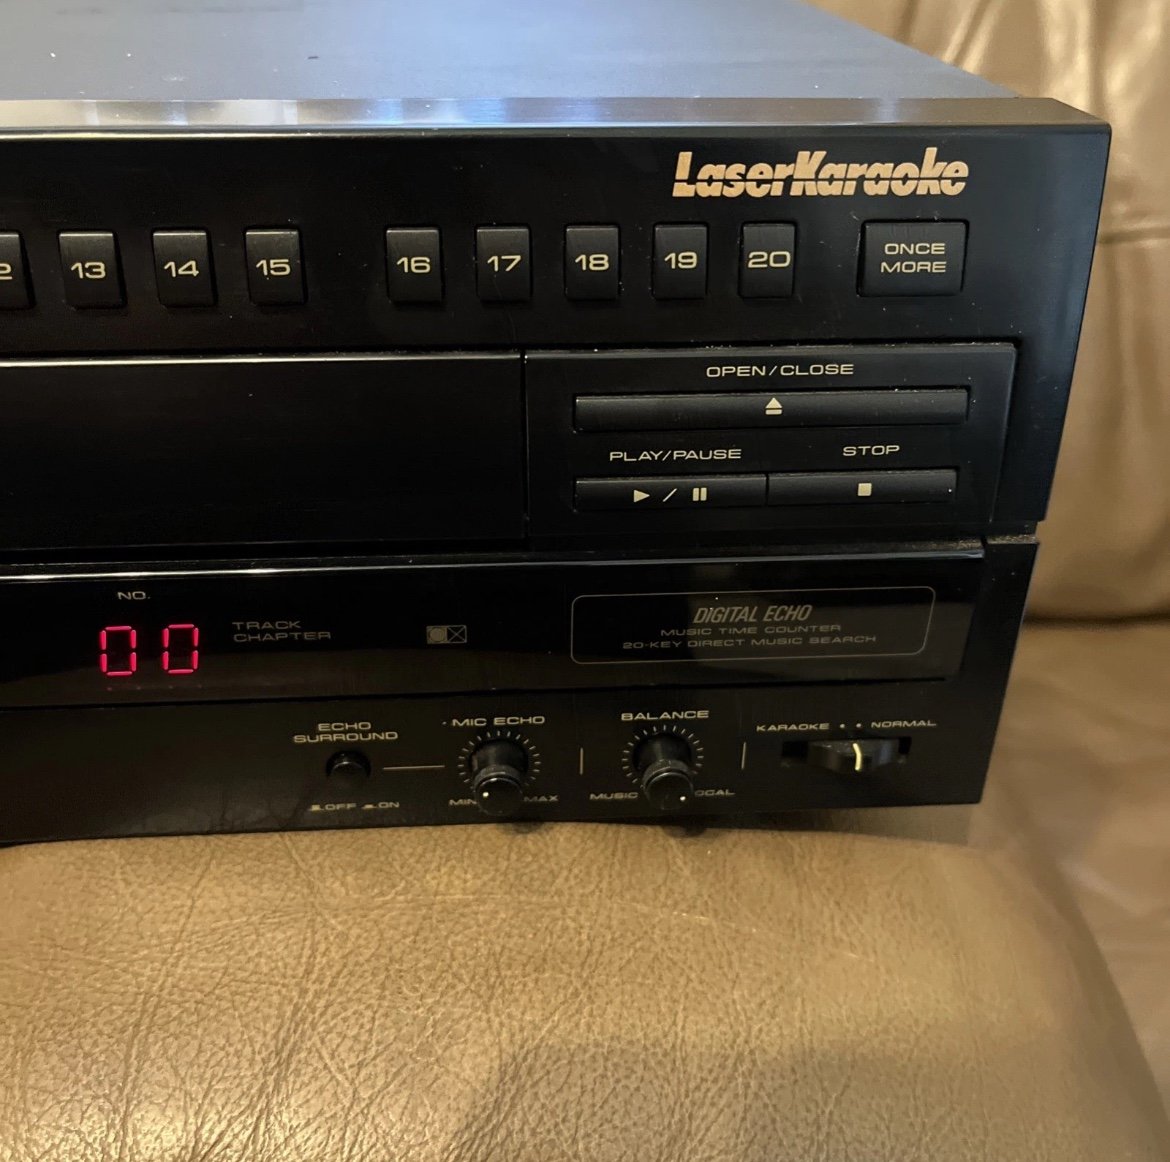 LaserKaraoke
2 13 14 15 16 17 18 19 20
ONCE
MORE
OPEN/CLOSE
PLAY/PAUSE STOP
NO.
00
TRACK
CHAPTER
DIGITAL ECHO
MUSIC TIME COUNTER
20-KEY DIRECT MUSIC SEARCH
ECHO
SURROUND
OFF ON
MIC ECHO
MIN MAX
BALANCE
MUSIC OCAL
KARAOKE • • NORMAL